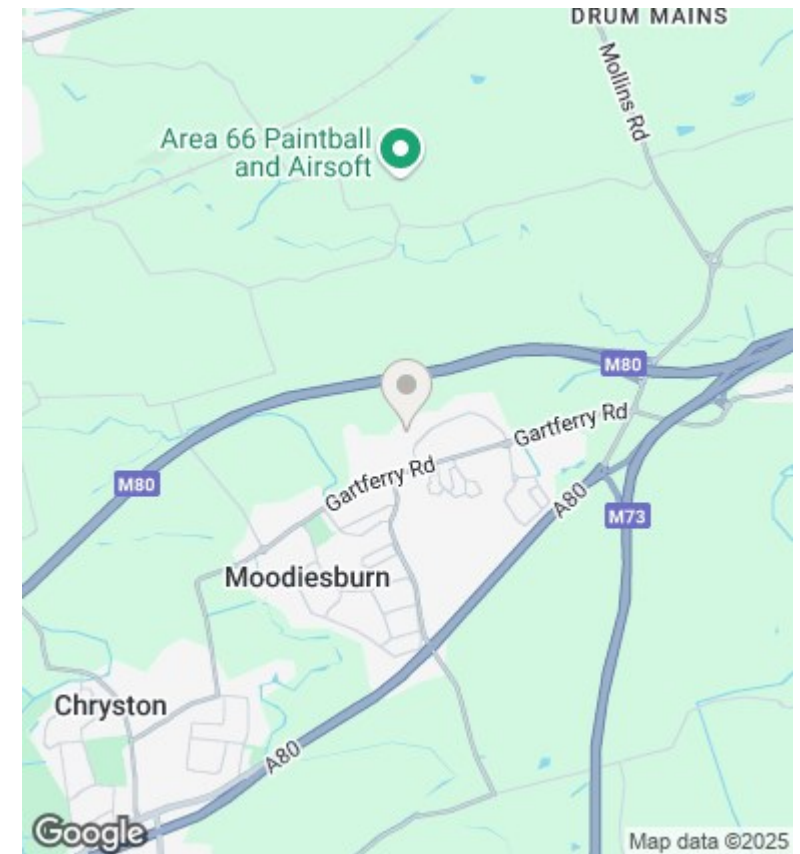 DRUM MAINS
Mollins Rd
Area 66 Paintball
and Airsoft
M80
Gartferry Rd
Gartferry Rd
M80
A80
M73
Moodiesburn
Chryston
A80
Google
Map data ©2025